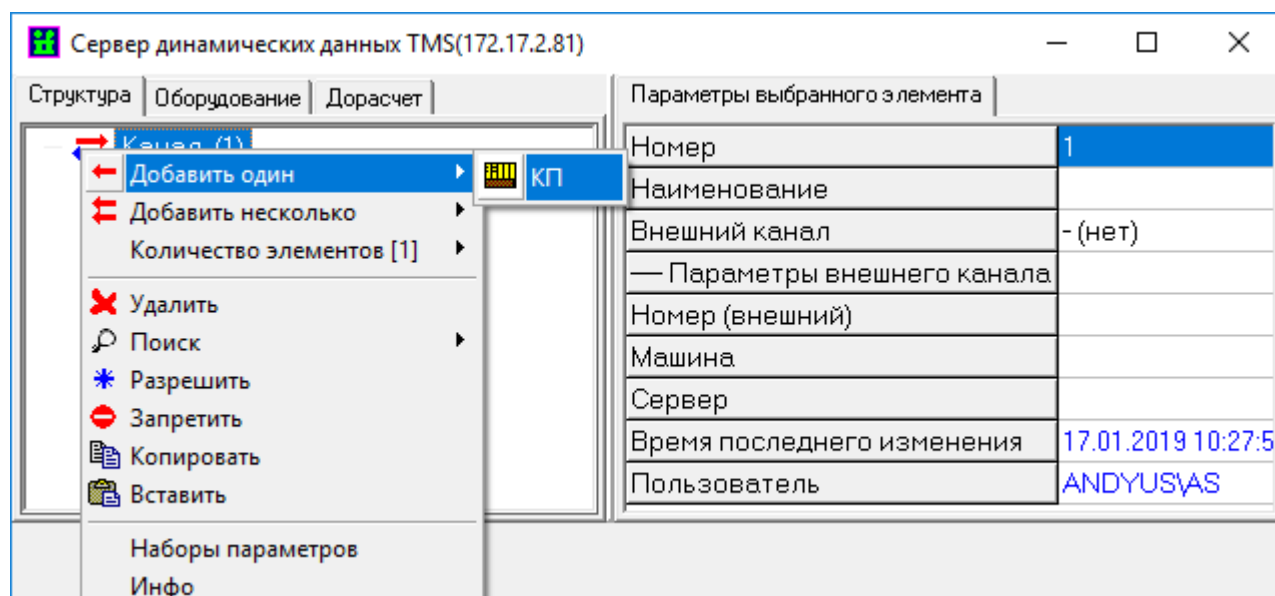 Сервер динамических данных TMS(172.17.2.81)
Структура Оборудование Дорасчет
Канал (1)
Добавить один
КП
Добавить несколько
Количество элементов [1]
Удалить
Поиск
Разрешить
Запретить
Копировать
Вставить
Наборы параметров
Инфо
Параметры выбранного элемента
Номер 1
Наименование
Внешний канал - (нет)
— Параметры внешнего канала
Номер (внешний)
Машина
Сервер
Время последнего изменения 17.01.2019 10:27:5
Пользователь ANDYUS\AS